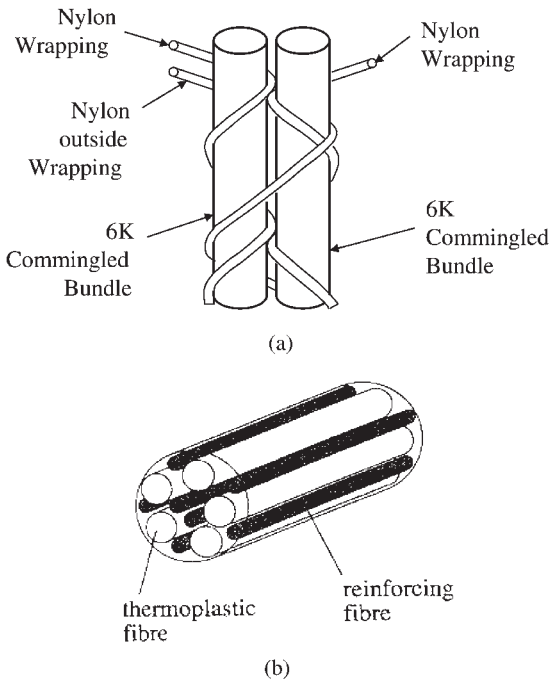 Nylon
Wrapping
Nylon
Wrapping
Nylon
outside
Wrapping
6K
Commingled
Bundle
6K
Commingled
Bundle
(a)
thermoplastic
fibre
reinforcing
fibre
(b)